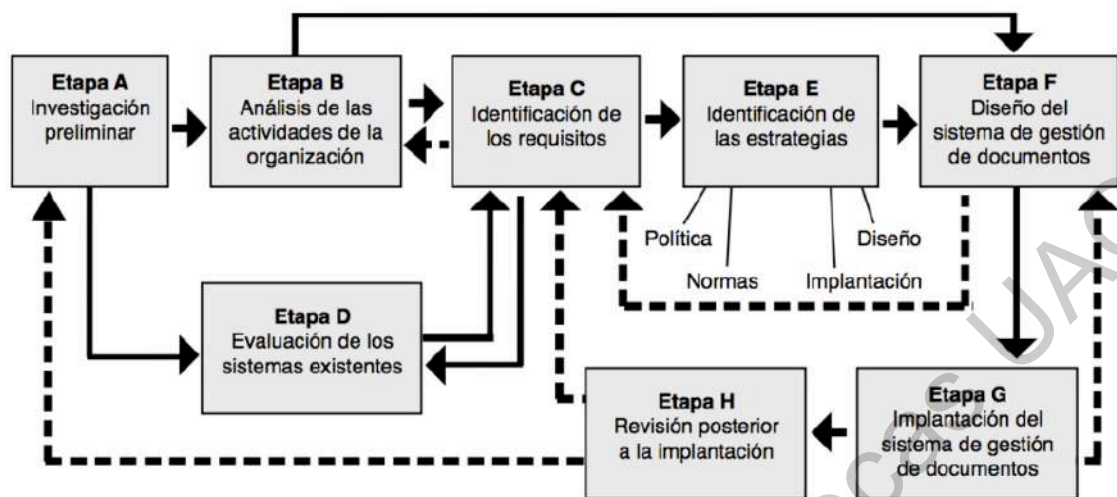 Etapa A
Investigación
preliminar
Etapa B
Análisis de las
actividades de la
organización
Etapa C
Identificación de
los requisitos
Etapa E
Identificación de
las estrategias
Etapa F
Diseño del
sistema de gestión
de documentos
Política
Diseño
Normas
Implantación
Etapa D
Evaluación de los
sistemas existentes
Etapa H
Revisión posterior
a la implantación
Etapa G
Implantación del
sistema de gestión
de documentos